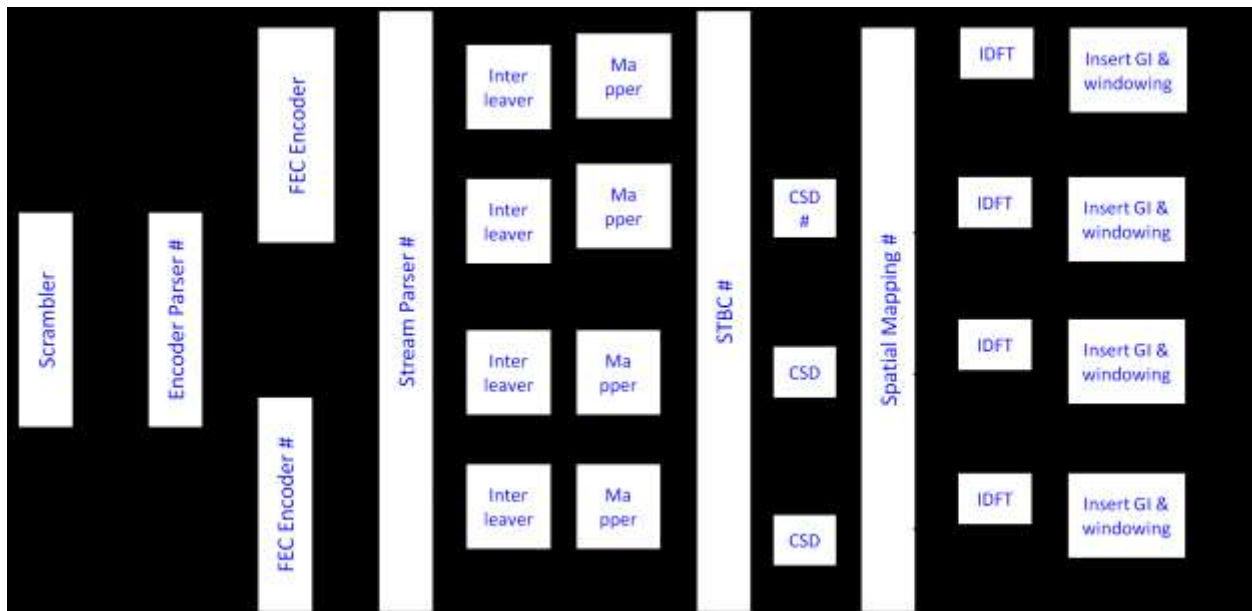 Scrambler
Encoder Parser #
FEC Encoder
FEC Encoder #
Stream Parser #
Inter
leaver
Ma
pper
Inter
leaver
Ma
pper
Inter
leaver
Ma
pper
Inter
leaver
Ma
pper
STBC #
CSD
#
CSD
CSD
Spatial Mapping #
IDFT
Insert GI &
windowing
IDFT
Insert GI &
windowing
IDFT
Insert GI &
windowing
IDFT
Insert GI &
windowing